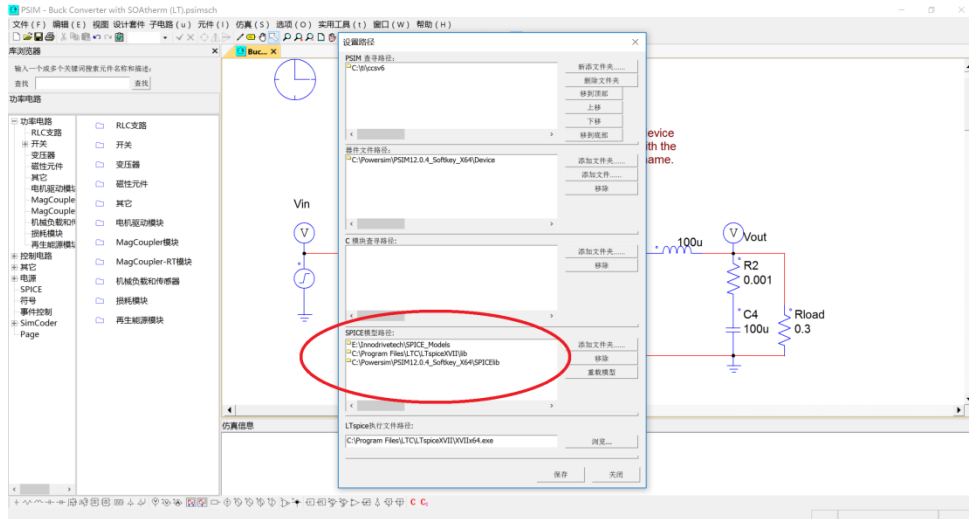 PSIM - Buck Converter with SOAtherm (LT).psimsch
文件(F) 编辑(E) 视图 设计套件 子电路(u) 元件(I) 仿真(S) 选项(O) 实用工具(t) 窗口(W) 帮助(H)
库浏览器
Buc...
输入一个或多个关键词搜索元件名称和描述:
查找
查找
功率电路
功率电路
RLC支路
开关
变压器
磁性元件
其它
电机驱动模块
MagCouple
MagCouple
机械负载和传
损耗模块
再生能源模块
控制电路
其它
电源
SPICE
符号
事件控制
SimCoder
Page
RLC支路
开关
变压器
磁性元件
其它
电机驱动模块
MagCoupler模块
MagCoupler-RT模块
机械负载和传感器
损耗模块
再生能源模块
设置路径
PSIM 查寻路径:
C:\ti\ccsv6
新添文件夹......
删除文件夹
移到顶部
上移
下移
移到底部
器件文件路径:
C:\Powersim\PSIM12.0.4_Softkey_X64\Device
添加文件夹......
添加文件......
移除
C 模块查寻路径:
添加文件夹......
移除
SPICE模型路径:
E:\Innodrivetech\SPICE_Models
C:\Program Files\LTC\LTspiceXVII\lib
C:\Powersim\PSIM12.0.4_Softkey_X64\SPICElib
添加文件夹......
移除
重载模型
LTspice执行文件路径:
C:\Program Files\LTC\LTspiceXVII\XVIIx64.exe
浏览...
保存
关闭
evice
ith the
ame.
Vin
V
100u
V
Vout
R2
0.001
C4
100u
Rload
0.3
仿真信息